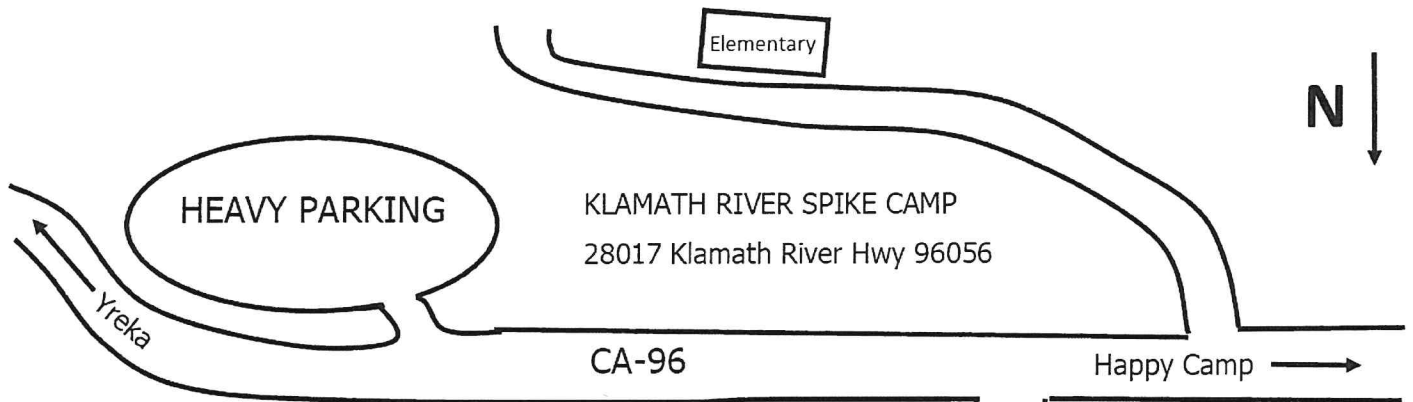 Elementary
N
HEAVY PARKING
KLAMATH RIVER SPIKE CAMP
28017 Klamath River Hwy 96056
Yreka
CA-96
Happy Camp